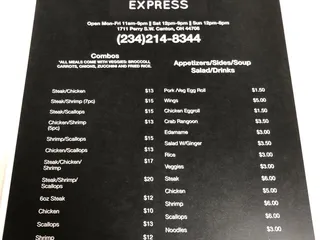 EXPRESS
Open Mon-Fri 11am-9pm || Sat 12pm-9pm || Sun 12pm-8pm
1711 Perry S.W. Canton, OH 44706
(234)214-8344
Combos
*ALL MEALS COME WITH VEGGIES: BROCCOLI,
CARROTS, ONIONS, ZUCCHINI AND FRIED RICE.
Steak/Chicken $13
Steak/Shrimp (7pc) $15
Steak/Scallops $15
Chicken/Shrimp $13
(5pc)
Shrimp/Scallops $15
Chicken/Scallops $13
Steak/Chicken/ $17
Shrimp
Steak/Shrimp/ $20
Scallops
6oz Steak $12
Chicken $10
Scallops $13
Shrimp $12
Appetizers/Sides/Soup
Salad/Drinks
Pork /Veg Egg Roll $1.50
Wings $5.00
Chicken Eggroll $1.50
Crab Rangoon $3.50
Edamame $3.00
Salad W/Ginger $3.50
Rice $3.00
Veggies $3.00
Steak $6.00
Chicken $5.00
Shrimp $6.00
Scallops $6.00
Noodles $3.00